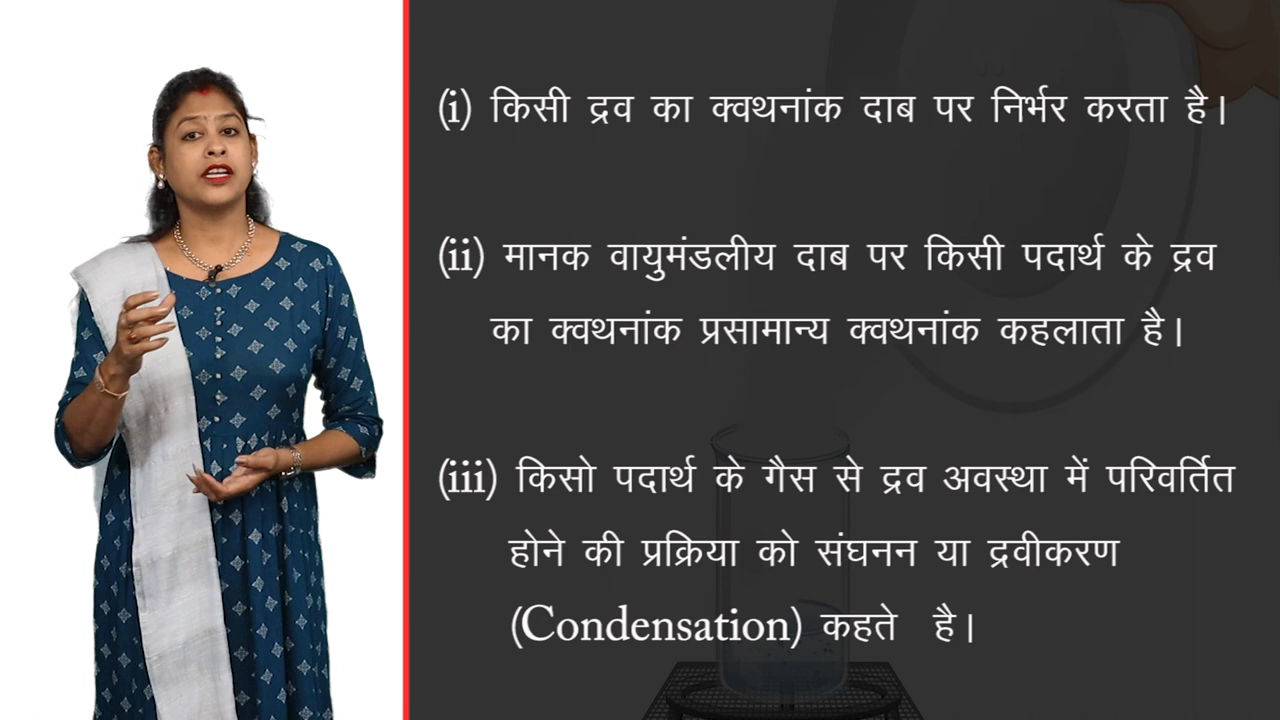 (i) किसी द्रव का क्वथनांक दाब पर निर्भर करता है।
(ii) मानक वायुमंडलीय दाब पर किसी पदार्थ के द्रव
का क्वथनांक प्रसामान्य क्वथनांक कहलाता है।
(iii) किसो पदार्थ के गैस से द्रव अवस्था में परिवर्तित
होने की प्रक्रिया को संघनन या द्रवीकरण
(Condensation) कहते है।